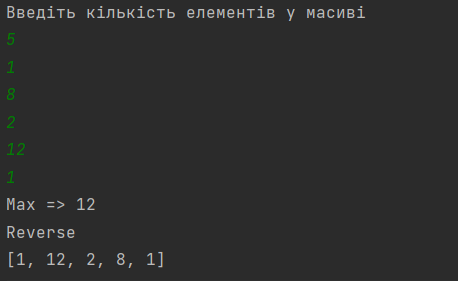 Введіть кількість елементів у масиві
5
1
8
2
12
1
Max => 12
Reverse
[1, 12, 2, 8, 1]